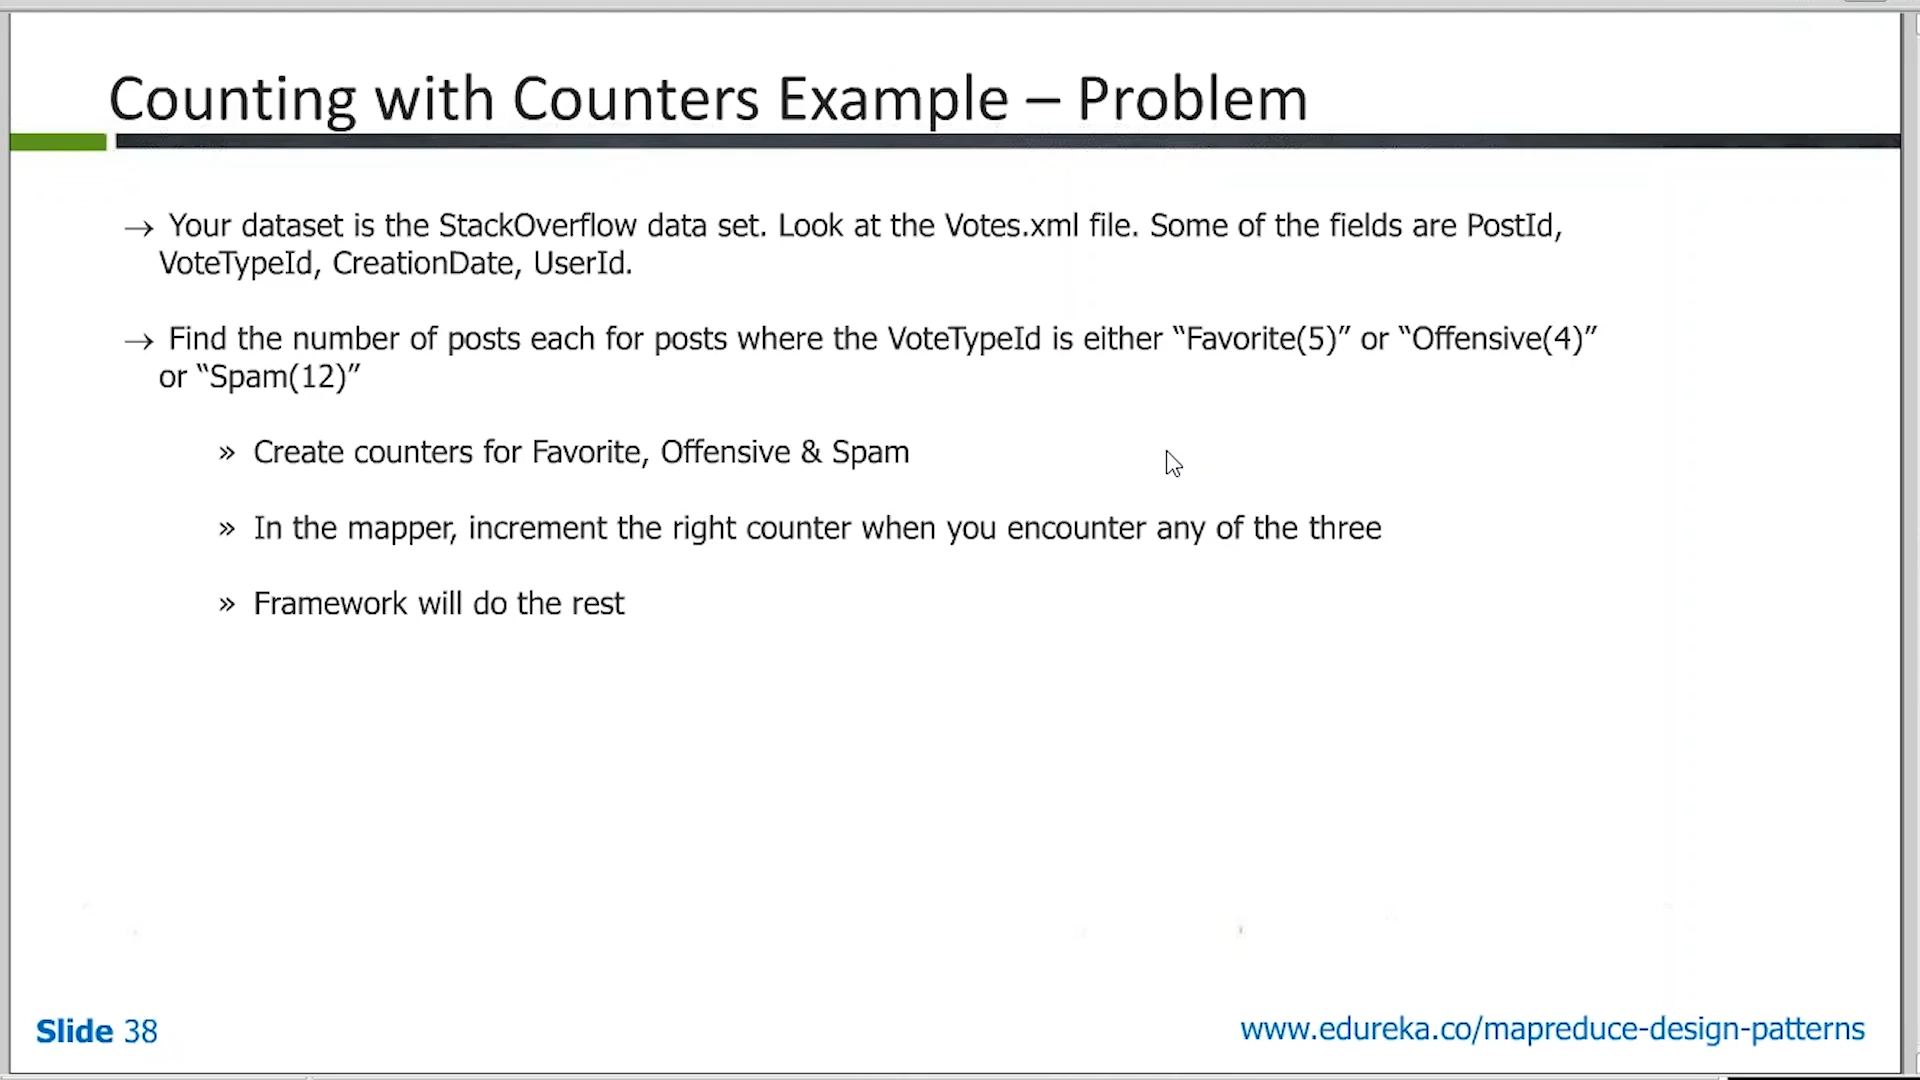 Counting with Counters Example – Problem
→ Your dataset is the StackOverflow data set. Look at the Votes.xml file. Some of the fields are PostId,
VoteTypeId, CreationDate, UserId.
→ Find the number of posts each for posts where the VoteTypeId is either “Favorite(5)” or “Offensive(4)”
or “Spam(12)”
» Create counters for Favorite, Offensive & Spam
» In the mapper, increment the right counter when you encounter any of the three
» Framework will do the rest
Slide 38
www.edureka.co/mapreduce-design-patterns